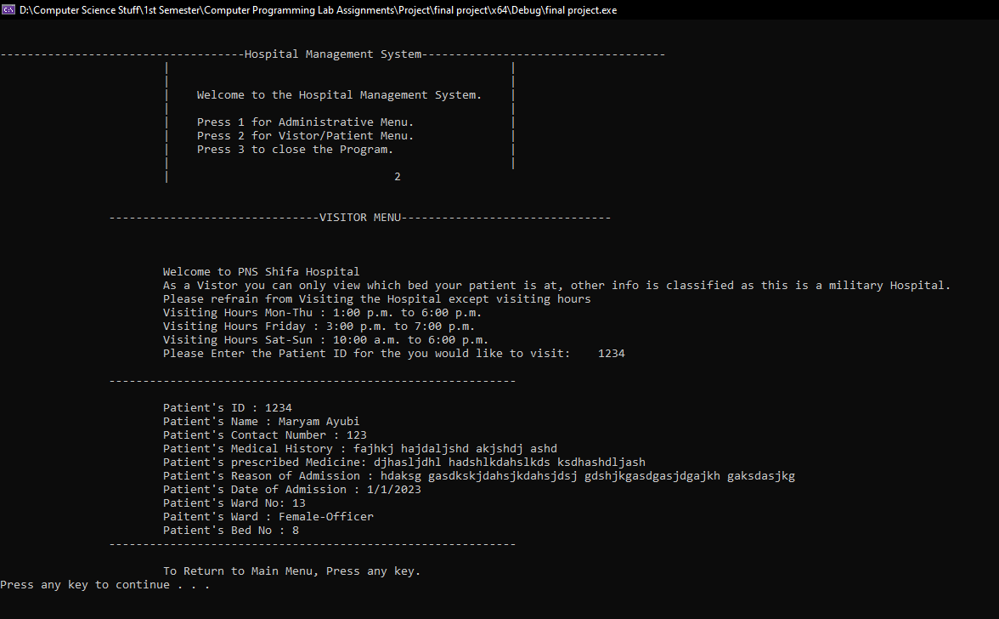 D:\Computer Science Stuff\1st Semester\Computer Programming Lab Assignments\Project\final project\x64\Debug\final project.exe
------------------------------------Hospital Management System------------------------------------
Welcome to the Hospital Management System.
Press 1 for Administrative Menu.
Press 2 for Vistor/Patient Menu.
Press 3 to close the Program.
2
-------------------------------VISITOR MENU-------------------------------
Welcome to PNS Shifa Hospital
As a Vistor you can only view which bed your patient is at, other info is classified as this is a military Hospital.
Please refrain from Visiting the Hospital except visiting hours
Visiting Hours Mon-Thu : 1:00 p.m. to 6:00 p.m.
Visiting Hours Friday : 3:00 p.m. to 7:00 p.m.
Visiting Hours Sat-Sun : 10:00 a.m. to 6:00 p.m.
Please Enter the Patient ID for the you would like to visit:    1234
------------------------------------------------------------
Patient's ID : 1234
Patient's Name : Maryam Ayubi
Patient's Contact Number : 123
Patient's Medical History : fajhkj hajdaljshd akjshdj ashd
Patient's prescribed Medicine: djhasljdhl hadshlkdahslkds ksdhashdljash
Patient's Reason of Admission : hdaksg gasdkskjdahsjkdahsjdsj gdshjkgasdgasjdgajkh gaksdasjkg
Patient's Date of Admission : 1/1/2023
Patient's Ward No: 13
Paitent's Ward : Female-Officer
Patient's Bed No : 8
------------------------------------------------------------
To Return to Main Menu, Press any key.
Press any key to continue . . .